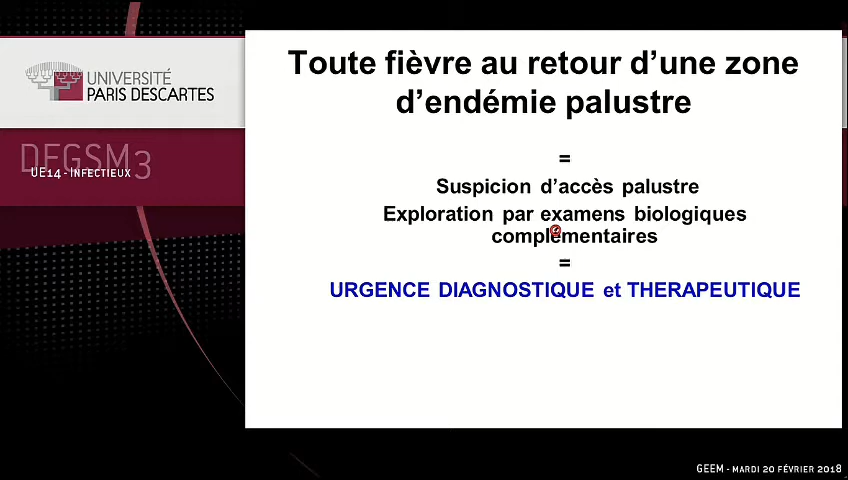 UNIVERSITÉ
PARIS DESCARTES
DFGSM3
UE14 - INFECTIEUX
Toute fièvre au retour d'une zone
d'endémie palustre
=
Suspicion d'accès palustre
Exploration par examens biologiques
complémentaires
=
URGENCE DIAGNOSTIQUE et THERAPEUTIQUE
GEEM - MARDI 20 FÉVRIER 2018